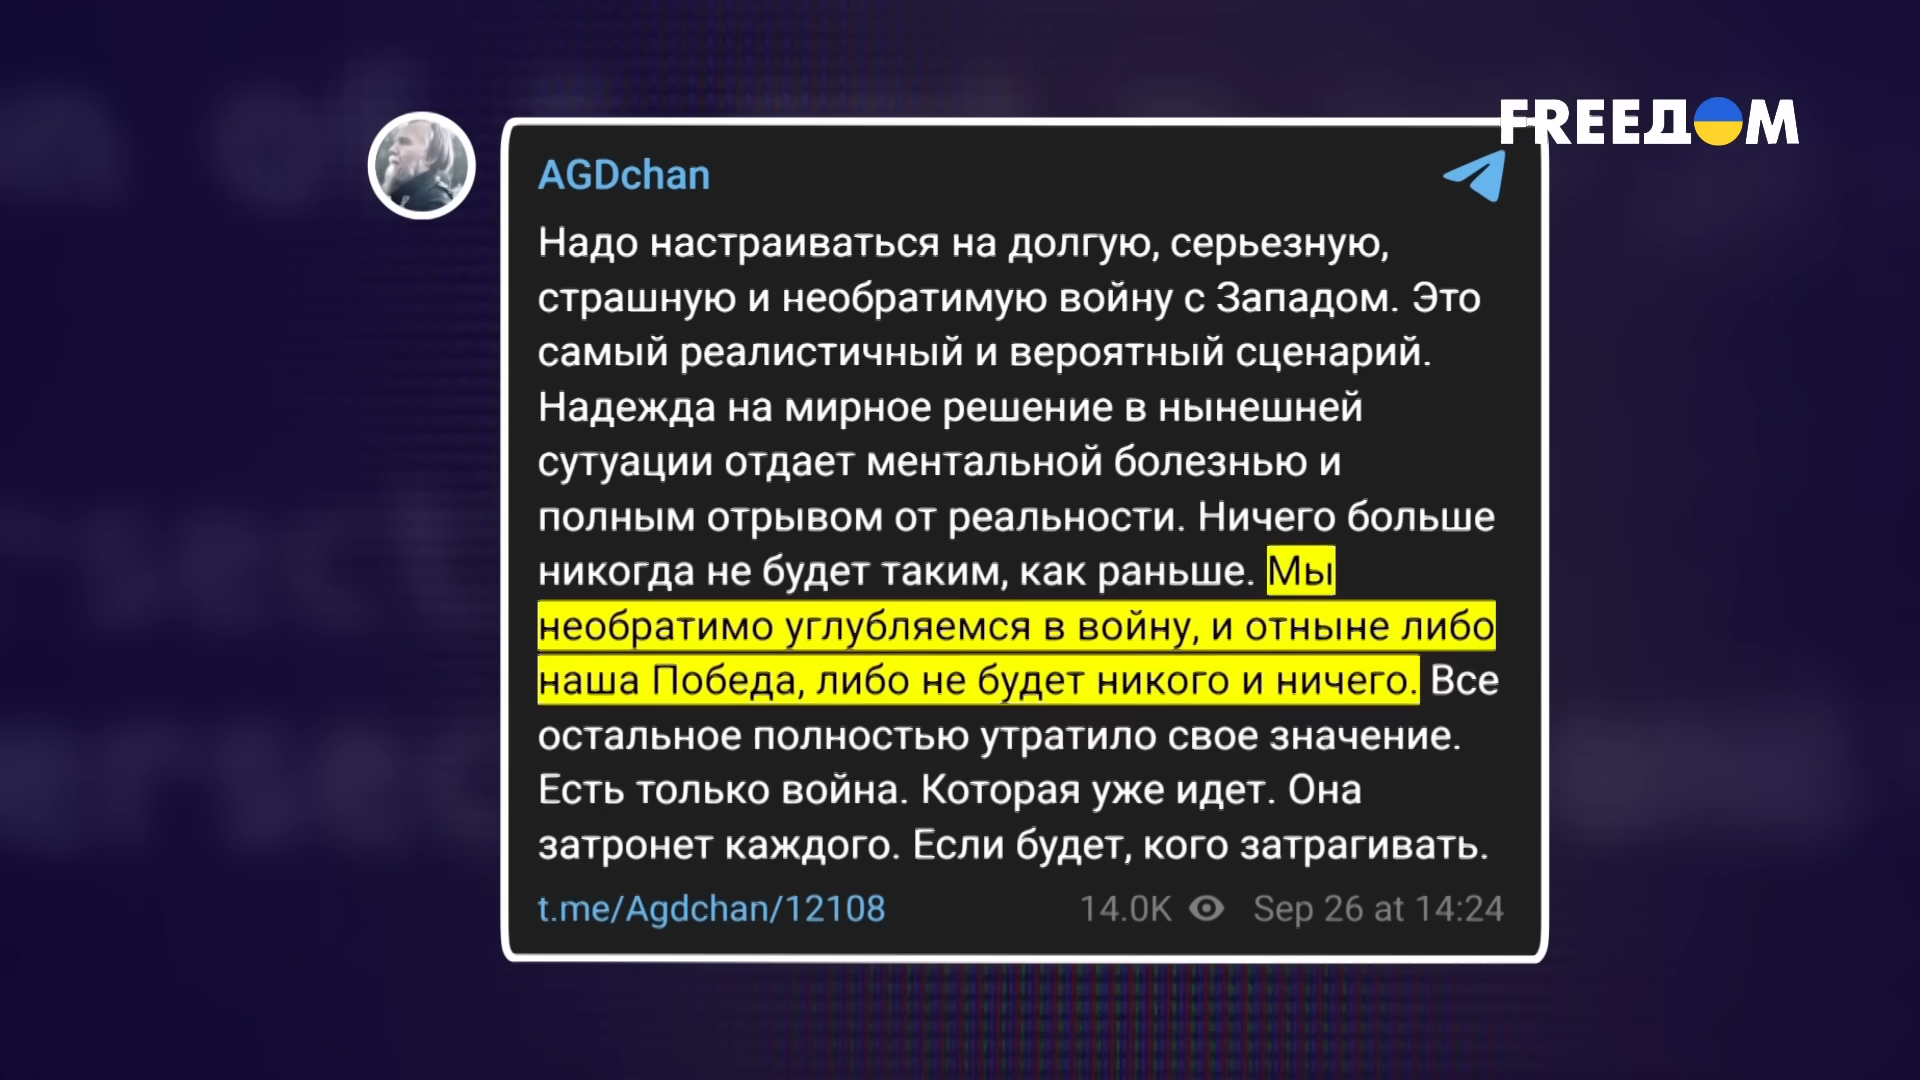 FREEДOM
AGDchan
Надо настраиваться на долгую, серьезную,
страшную и необратимую войну с Западом. Это
самый реалистичный и вероятный сценарий.
Надежда на мирное решение в нынешней
сутуации отдает ментальной болезнью и
полным отрывом от реальности. Ничего больше
никогда не будет таким, как раньше. Мы
необратимо углубляемся в войну, и отныне либо
наша Победа, либо не будет никого и ничего. Все
остальное полностью утратило свое значение.
Есть только война. Которая уже идет. Она
затронет каждого. Если будет, кого затрагивать.
t.me/Agdchan/12108 14.0K Sep 26 at 14:24